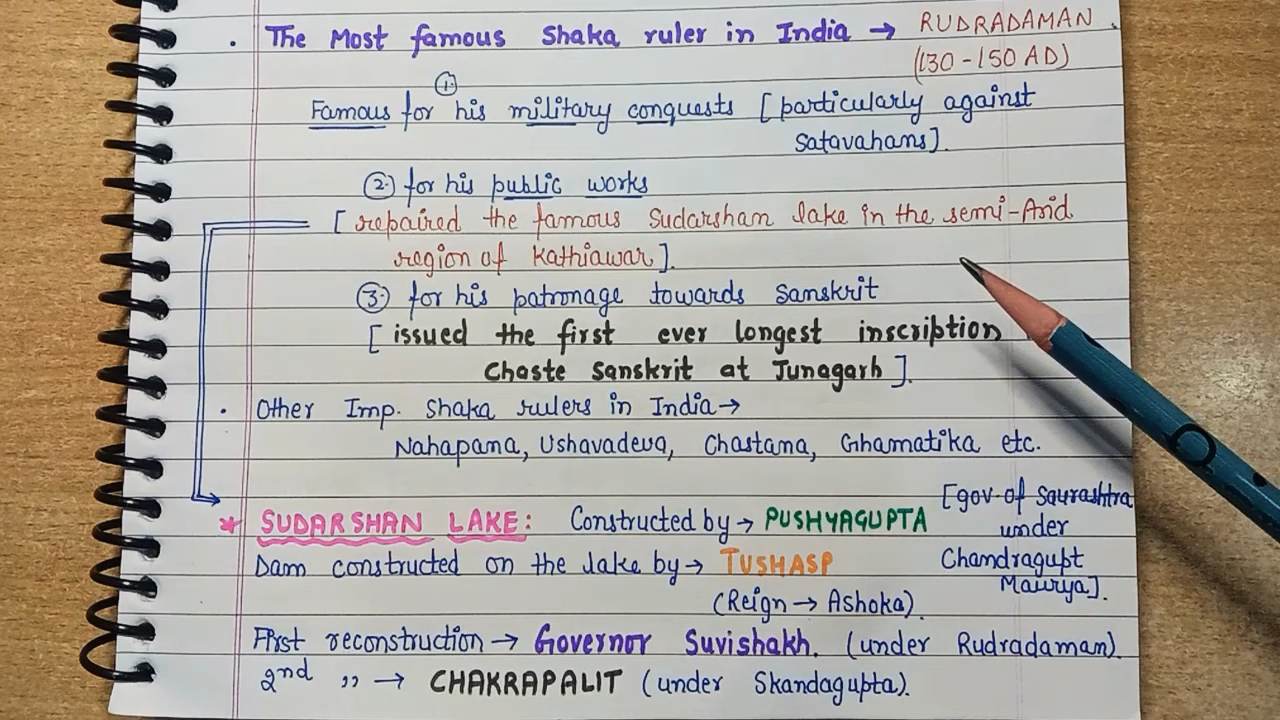 . The Most famous Shaka ruler in India → RUDRADAMAN
(130-150 AD)
①
Famous for his military conquests [particularly against
Satavahans].
② for his public works
[repaired the famous Sudarshan lake in the semi-Arid
region of Kathiawar].
③ for his patronage towards Sanskrit
[issued the first ever longest inscription
Chaste Sanskrit at Junagarh].
. Other Imp. Shaka rulers in India →
Nahapana, Ushavadeva, Chastana, Ghamatika etc.
* SUDARSHAN LAKE: Constructed by → PUSHYAGUPTA [gov. of Saurashtra
under
Chandragupt
Maurya].
Dam constructed on the lake by → TUSHASP
(Reign → Ashoka).
First reconstruction → Governor Suvishakh. (under Rudradaman).
2nd ,, → CHAKRAPALIT (under Skandagupta).